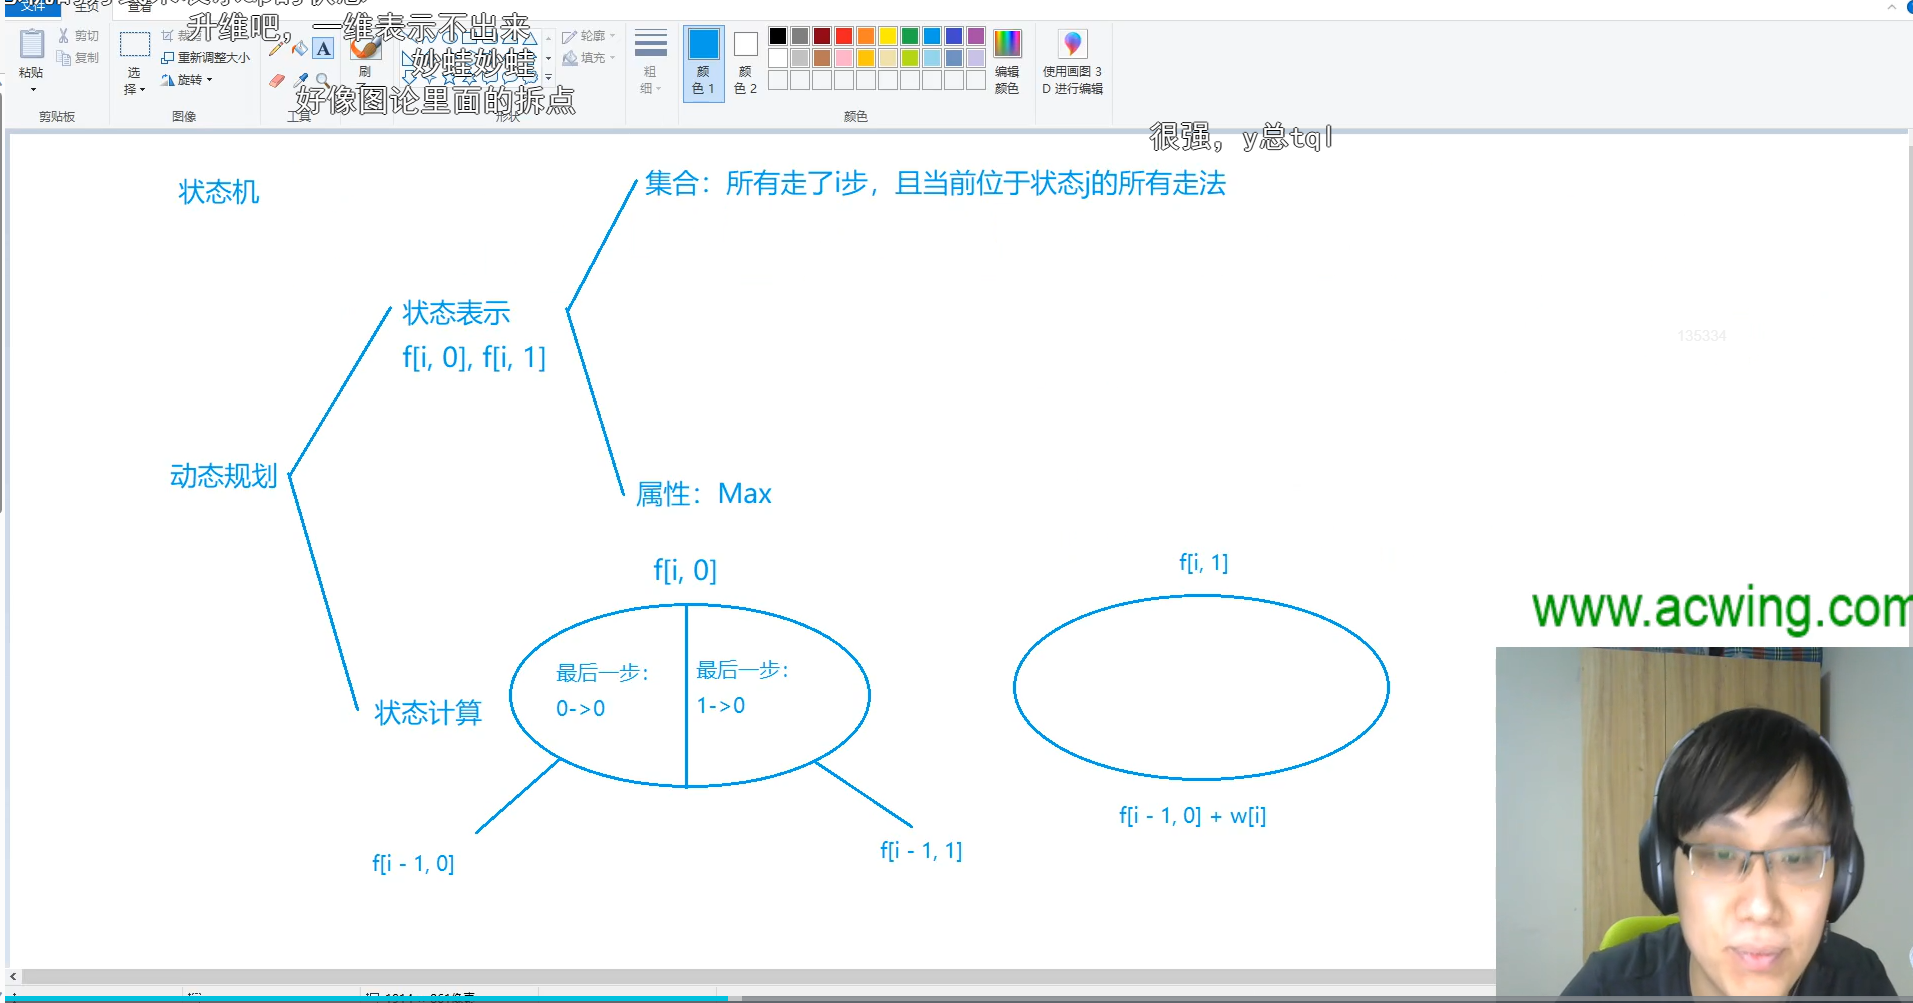 文件 主页 查看
升维吧，一维表示不出来
妙蛙妙蛙
好像图论里面的拆点
很强，y总tql
粘贴
剪切
复制
剪贴板
选择
重新调整大小
旋转
图像
工具
刷
形状
轮廓
填充
粗细
颜色 1
颜色 2
编辑颜色
颜色
使用画图 3
D 进行编辑
状态机
集合：所有走了i步，且当前位于状态j的所有走法
状态表示
f[i, 0], f[i, 1]
135334
动态规划
属性：Max
f[i, 0]
f[i, 1]
www.acwing.com
最后一步：
0->0
最后一步：
1->0
状态计算
f[i - 1, 0] + w[i]
f[i - 1, 0]
f[i - 1, 1]